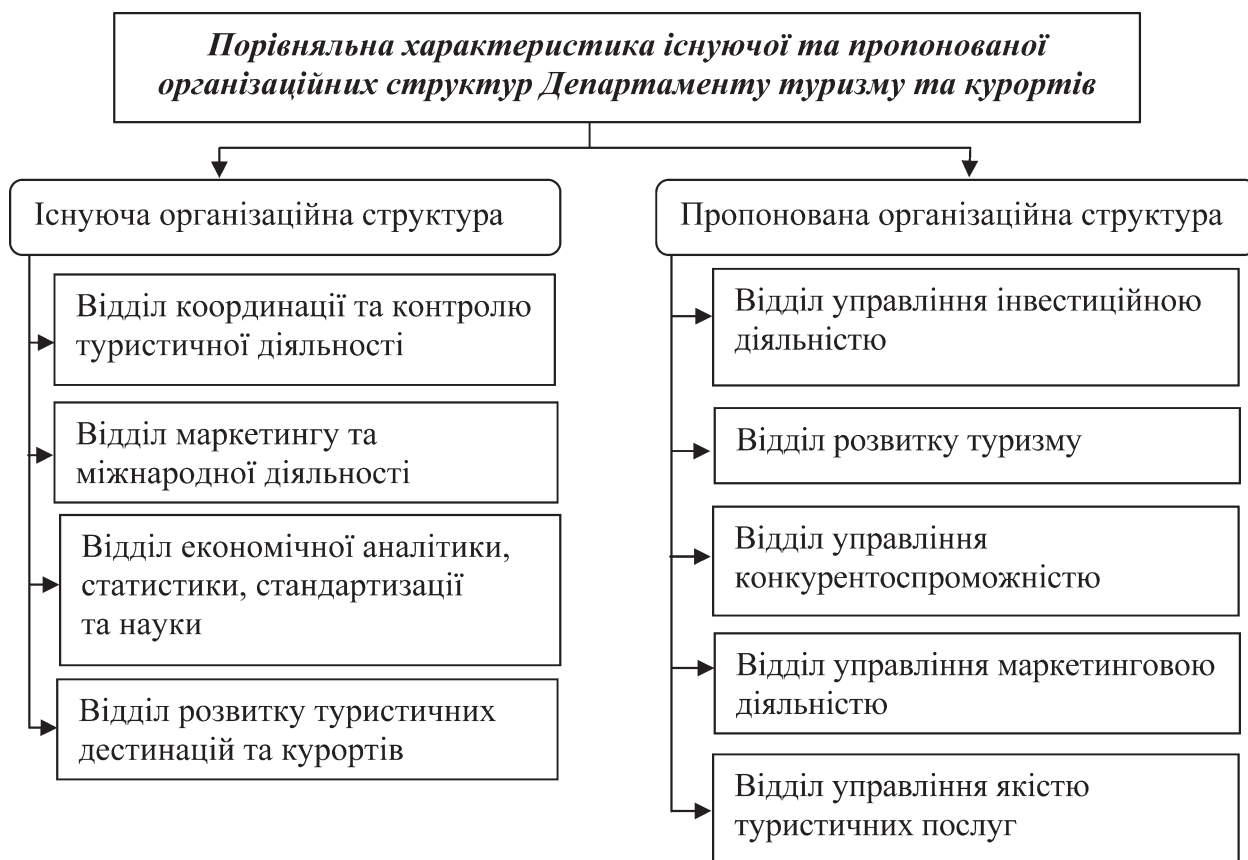 Порівняльна характеристика існуючої та пропонованої
організаційних структур Департаменту туризму та курортів
Існуюча організаційна структура
Відділ координації та контролю
туристичної діяльності
Відділ маркетингу та
міжнародної діяльності
Відділ економічної аналітики,
статистики, стандартизації
та науки
Відділ розвитку туристичних
дестинацій та курортів
Пропонована організаційна структура
Відділ управління інвестиційною
діяльністю
Відділ розвитку туризму
Відділ управління
конкурентоспроможністю
Відділ управління маркетинговою
діяльністю
Відділ управління якістю
туристичних послуг